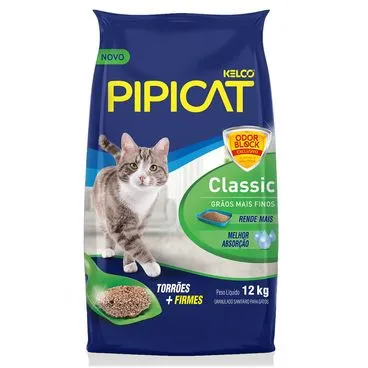 NOVO
KELCO
PIPICAT
ODOR
BLOCK
EXCLUSIVO
Classic
GRÃOS MAIS FINOS
RENDE MAIS
MELHOR
ABSORÇÃO
TORRÕES
+ FIRMES
Peso Líquido 12 kg
GRANULADO SANITÁRIO PARA GATOS